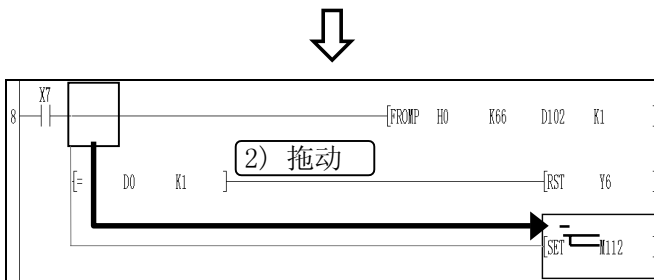 X7
8 [FROMP H0 K66 D102 K1 ]
2) 拖动
[= D0 K1 ] [RST Y6 ]
[SET M112 ]